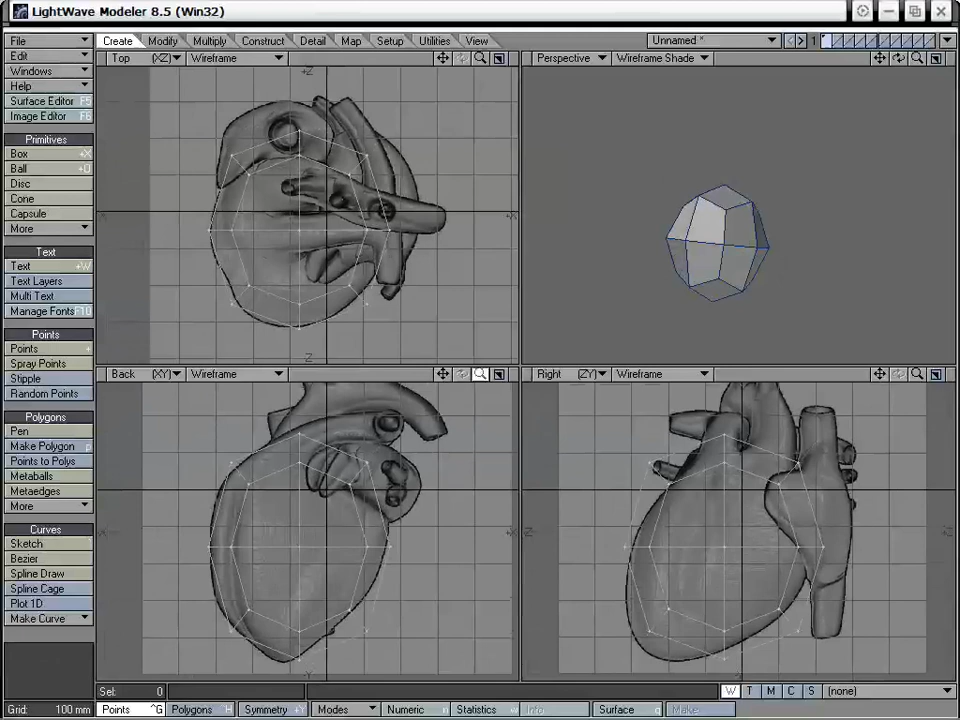 LightWave Modeler 8.5 (Win32)
File
Edit
Windows
Help
Surface Editor F5
Image Editor F6
Create Modify Multiply Construct Detail Map Setup Utilities View
Unnamed * 1
Top (XZ) Wireframe
Perspective Wireframe Shade
Primitives
Box +X
Ball +O
Disc
Cone
Capsule
More
Text
Text +W
Text Layers
Multi Text
Manage Fonts F10
Points
Points +
Spray Points
Stipple
Random Points
Polygons
Pen
Make Polygon p
Points to Polys
Metaballs
Metaedges
More
Curves
Sketch
Bezier
Spline Draw
Spline Cage
Plot 1D
Make Curve
+Z
+X
Z
Back (XY) Wireframe
Right (ZY) Wireframe
Sel: 0
W T M C S (none)
Grid: 100 mm
Points ^G Polygons ^H Symmetry +Y Modes Numeric n Statistics w Info i Surface q Make